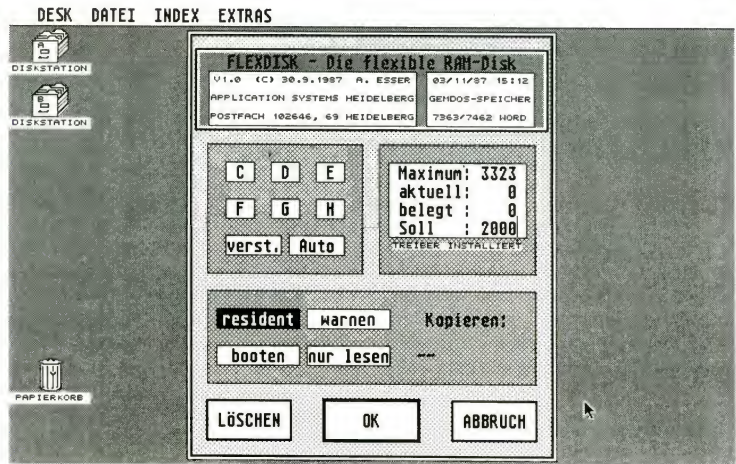 DESK DATEI INDEX EXTRAS
A
DISKSTATION
B
DISKSTATION
PAPIERKORB
FLEXDISK - Die flexible RAM-Disk
V1.0 (C) 30.9.1987 A. ESSER
APPLICATION SYSTEMS HEIDELBERG
POSTFACH 102646, 69 HEIDELBERG
03/11/87 15:12
GEMDOS-SPEICHER
7363/7462 WORD
C D E
F G H
verst. Auto
Maximum: 3323
aktuell: 0
belegt : 0
Soll : 2000
TREIBER INSTALLIERT
resident warnen Kopieren:
booten nur lesen --
LÖSCHEN OK ABBRUCH